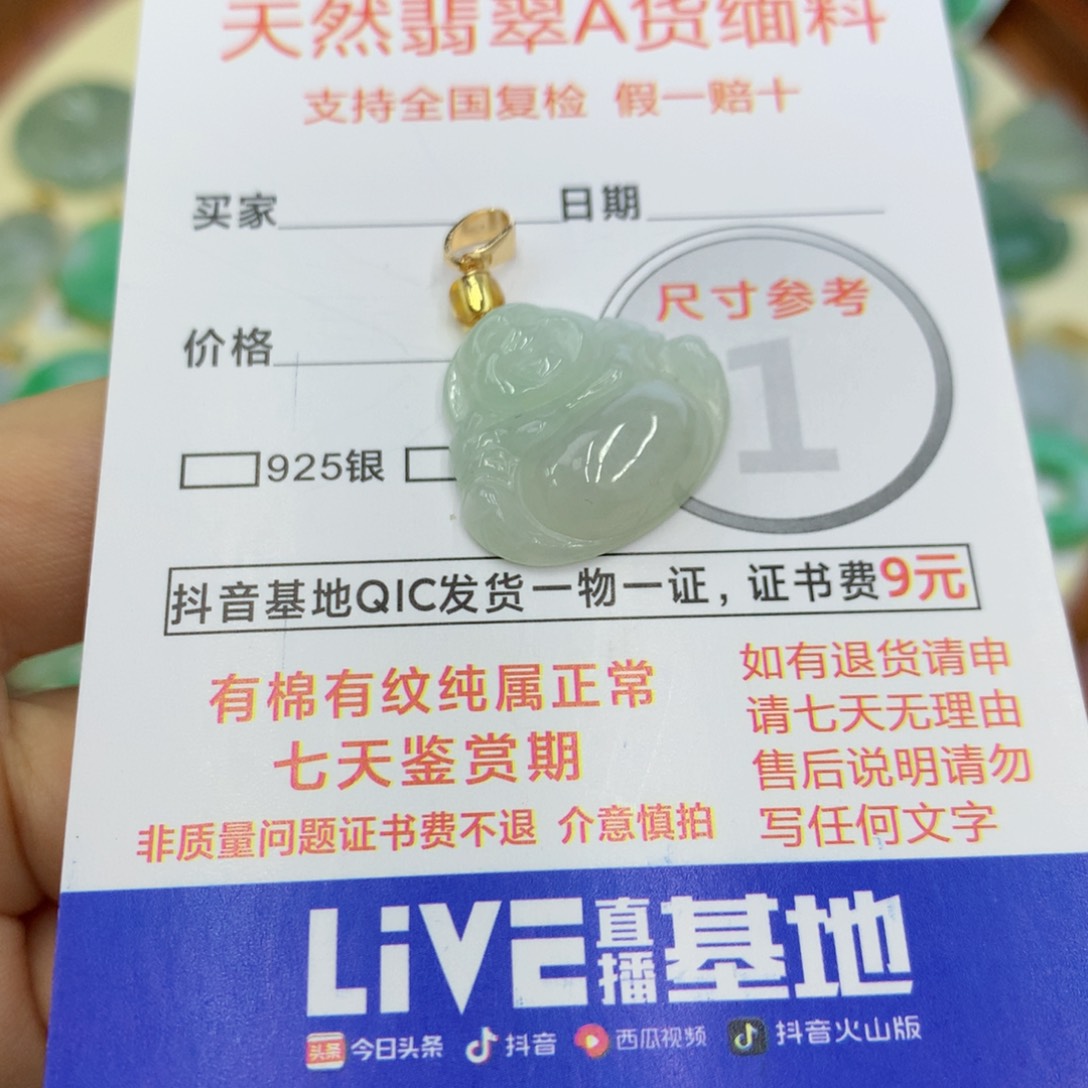 天然翡翠A货缅料
支持全国复检 假一赔十
买家 日期
价格
尺寸参考
1
925银
抖音基地QIC发货一物一证，证书费9元
有棉有纹纯属正常
七天鉴赏期
非质量问题证书费不退 介意慎拍
如有退货请申
请七天无理由
售后说明请勿
写任何文字
LiVE直播基地
头条 今日头条 抖音 西瓜视频 抖音火山版